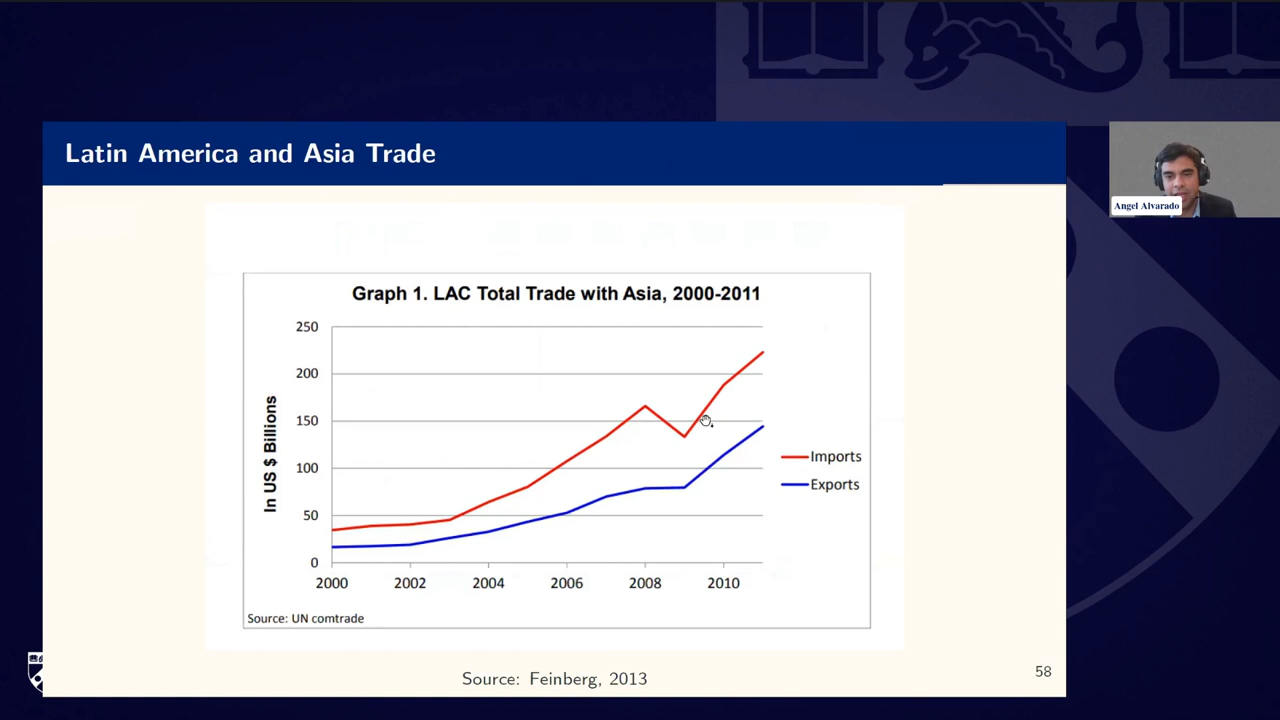 Latin America and Asia Trade
Angel Alvarado
Graph 1. LAC Total Trade with Asia, 2000-2011
250
200
150
100
50
0
In US $ Billions
2000 2002 2004 2006 2008 2010
Imports
Exports
Source: UN comtrade
Source: Feinberg, 2013
58